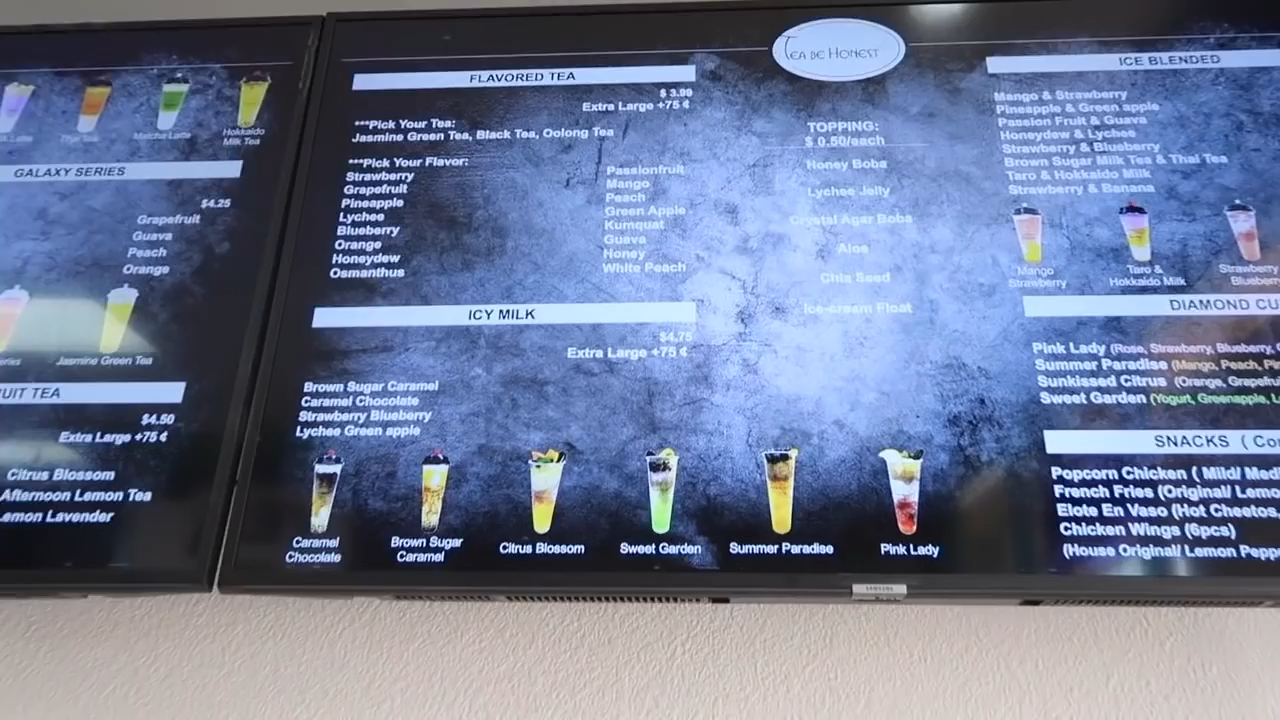 Thai Tea
Matcha Latte
Hokkaido
Milk Tea
GALAXY SERIES
$4.25
Grapefruit
Guava
Peach
Orange
Jasmine Green Tea
$4.50
Extra Large +75 ¢
Citrus Blossom
Afternoon Lemon Tea
Lemon Lavender
TEA BE HONEST
FLAVORED TEA
$ 3.99
Extra Large +75 ¢
***Pick Your Tea:
Jasmine Green Tea, Black Tea, Oolong Tea
***Pick Your Flavor:
Strawberry
Grapefruit
Pineapple
Lychee
Blueberry
Orange
Honeydew
Osmanthus
Passionfruit
Mango
Peach
Green Apple
Kumquat
Guava
Honey
White Peach
ICY MILK
$4.75
Extra Large +75 ¢
Brown Sugar Caramel
Caramel Chocolate
Strawberry Blueberry
Lychee Green apple
Caramel
Chocolate
Brown Sugar
Caramel
Citrus Blossom
Sweet Garden
Summer Paradise
Pink Lady
TOPPING:
$ 0.50/each
Honey Boba
Lychee Jelly
Crystal Agar Boba
Aloe
Chia Seed
Ice-cream Float
ICE BLENDED
Mango & Strawberry
Pineapple & Green apple
Passion Fruit & Guava
Honeydew & Lychee
Strawberry & Blueberry
Brown Sugar Milk Tea & Thai Tea
Taro & Hokkaido Milk
Strawberry & Banana
Mango
Strawberry
Taro &
Hokkaido Milk
Strawberry
DIAMOND CU
Pink Lady (Rose, Strawberry, Blueberry,
Summer Paradise (Mango, Peach,
Sunkissed Citrus (Orange, Grapefru
Sweet Garden (Yogurt, Greenapple,
SNACKS ( Co
Popcorn Chicken ( Mild/ Medi
French Fries (Original/ Lemo
Elote En Vaso (Hot Cheetos,
Chicken Wings (6pcs)
(House Original/ Lemon Peppe